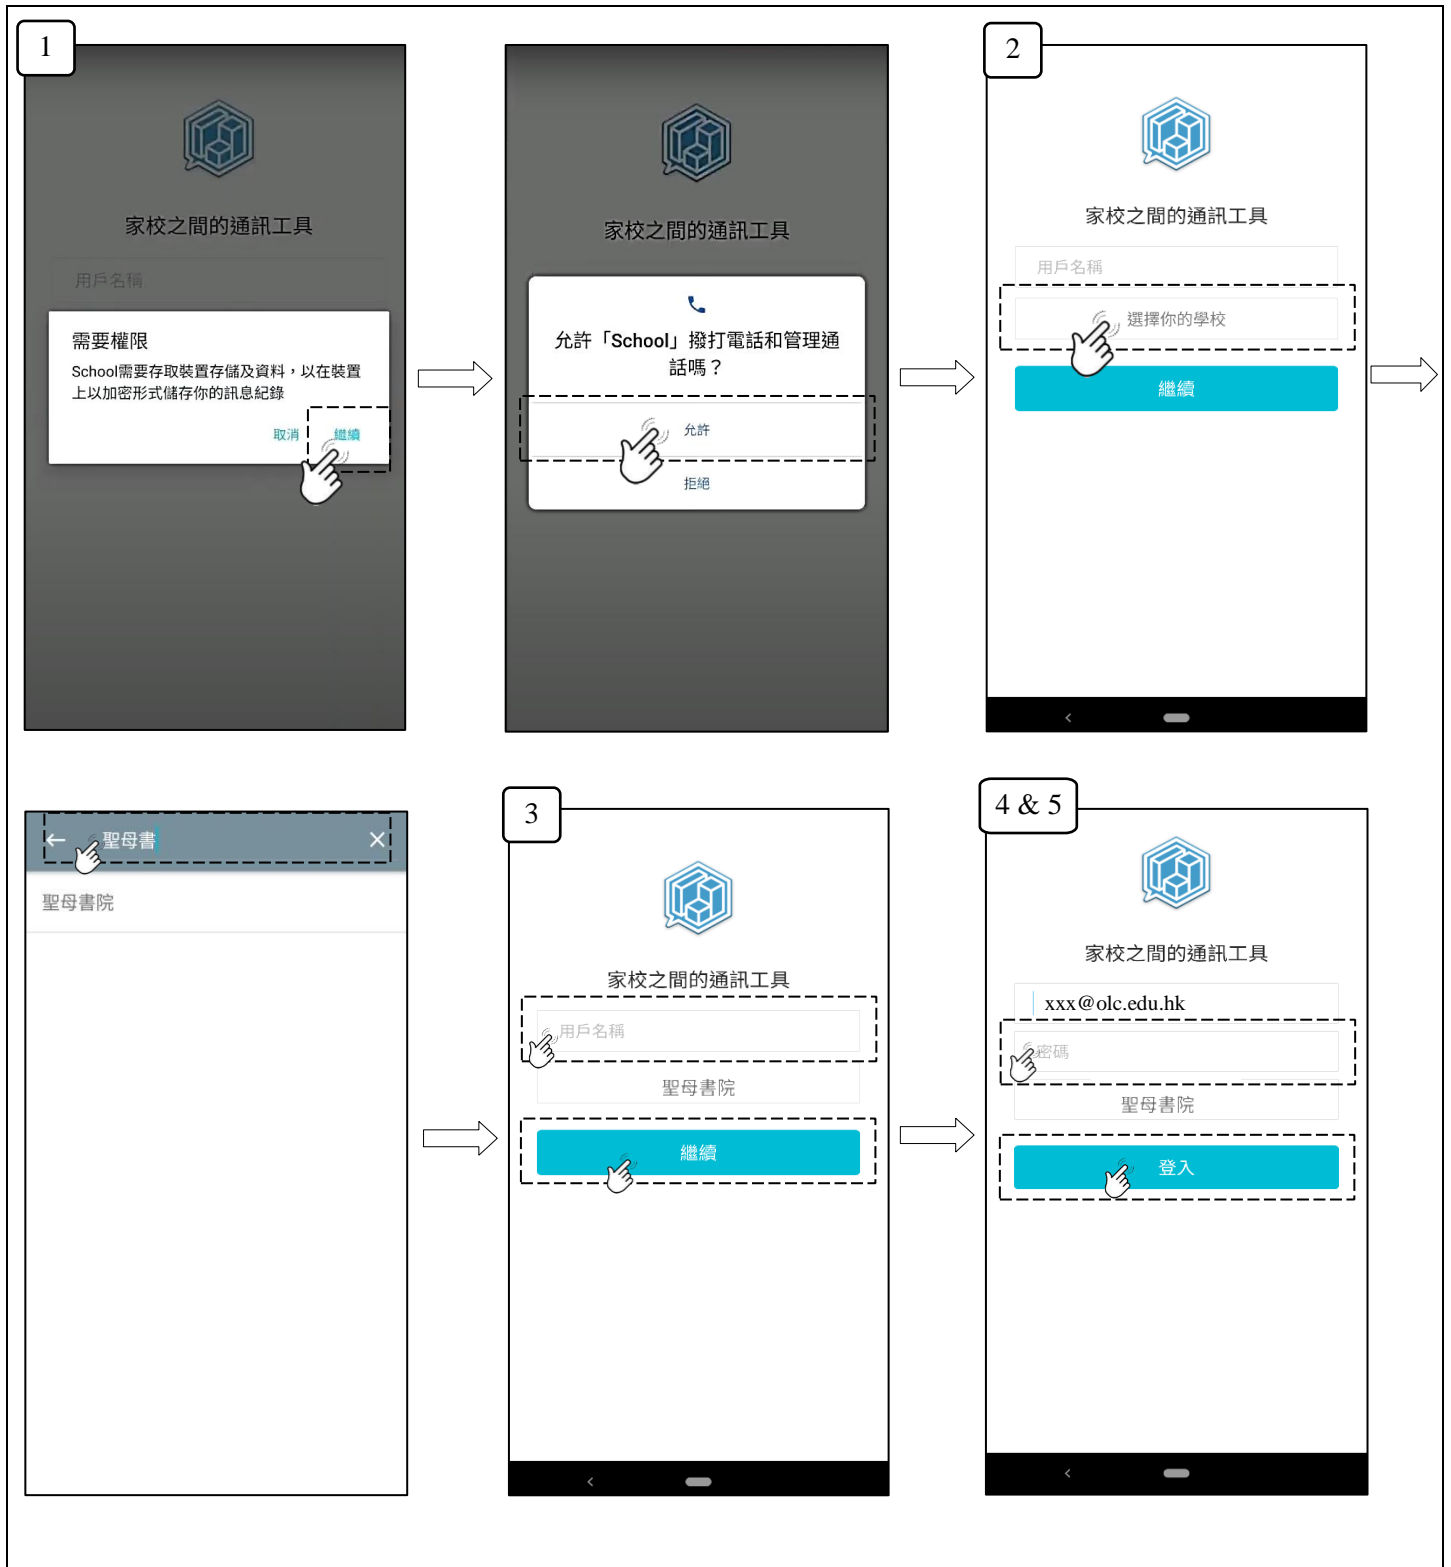 1
家校之間的通訊工具
用戶名稱
需要權限
School需要存取裝置存儲及資料，以在裝置
上以加密形式儲存你的訊息紀錄
取消 繼續
家校之間的通訊工具
允許「School」撥打電話和管理通
話嗎？
允許
拒絕
2
家校之間的通訊工具
用戶名稱
選擇你的學校
繼續
聖母書
聖母書院
3
家校之間的通訊工具
用戶名稱
聖母書院
繼續
4 & 5
家校之間的通訊工具
xxx@olc.edu.hk
密碼
聖母書院
登入